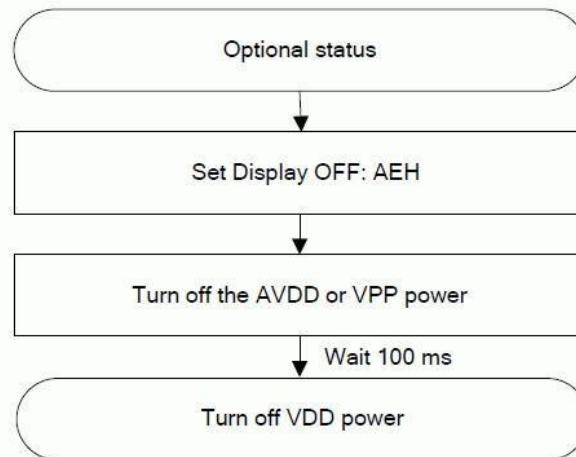 Optional status
Set Display OFF: AEH
Turn off the AVDD or VPP power
Wait 100 ms
Turn off VDD power